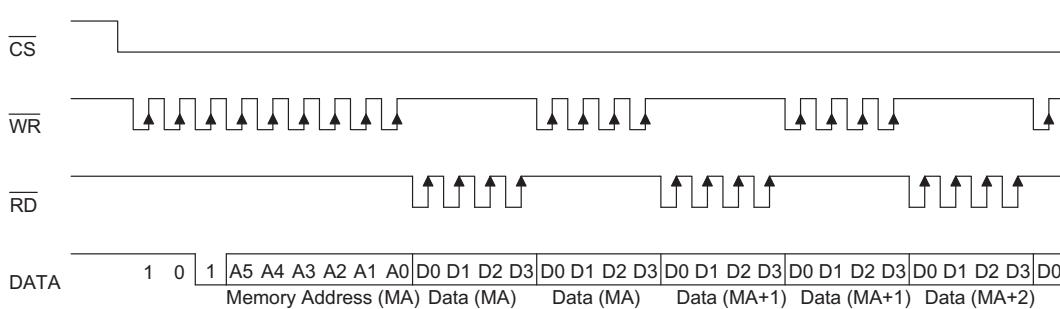 CS
WR
RD
DATA 1 0 1 A5 A4 A3 A2 A1 A0 D0 D1 D2 D3 D0 D1 D2 D3 D0 D1 D2 D3 D0 D1 D2 D3 D0 D1 D2 D3 D0
Memory Address (MA) Data (MA) Data (MA) Data (MA+1) Data (MA+1) Data (MA+2)